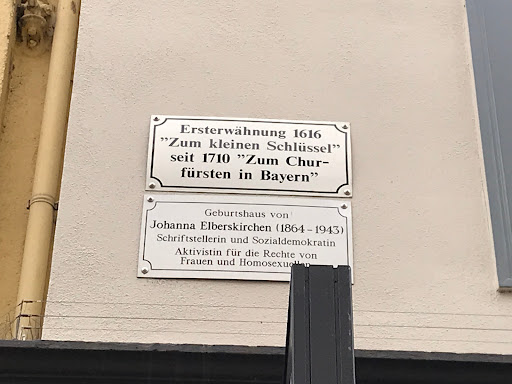 Ersterwähnung 1616
"Zum kleinen Schlüssel"
seit 1710 "Zum Chur-
fürsten in Bayern"
Geburtshaus von
Johanna Elberskirchen (1864-1943)
Schriftstellerin und Sozialdemokratin
Aktivistin für die Rechte von
Frauen und Homosexuellen